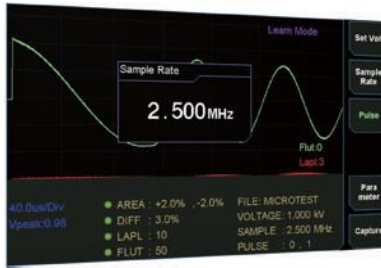 Learn Mode
Set Vol
Sample Rate
2.500MHz
Sample
Rate
Pulse
Flut:0
Lapl:3
40.0us/Div
Vpeak:0.98
AREA : +2.0% ,-2.0%
DIFF : 3.0%
LAPL : 10
FLUT : 50
FILE: MICROTEST
VOLTAGE: 1.000 kV
SAMPLE : 2.500 MHz
PULSE : 0 , 1
Para
meter
Capture